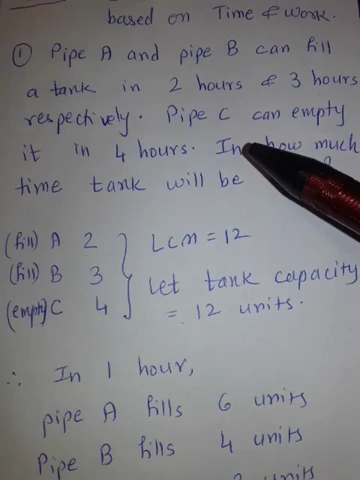 based on Time & Work.
① Pipe A and pipe B can fill
a tank in 2 hours & 3 hours
respectively. Pipe C can empty
it in 4 hours. In how much
time tank will be
(fill) A 2
(fill) B 3
(empty) C 4
LCM = 12
Let tank capacity
= 12 units.
∴ In 1 hour,
pipe A fills 6 units
Pipe B fills 4 units
units